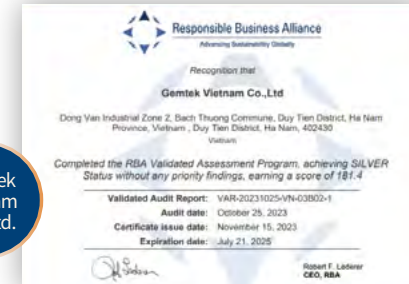 Responsible Business Alliance
Advancing Sustainability Globally
Recognition that
Gemtek Vietnam Co.,Ltd
Dong Van Industrial Zone 2, Bach Thuong Commune, Duy Tien District, Ha Nam
Province, Vietnam , Duy Tien District, Ha Nam, 402430
Vietnam
Completed the RBA Validated Assessment Program, achieving SILVER
Status without any priority findings, earning a score of 181.4
Validated Audit Report: VAR-20231025-VN-03B02-1
Audit date: October 25, 2023
Certificate issue date: November 15, 2023
Expiration date: July 21, 2025
Robert F. Lederer
CEO, RBA
ek
am
td.